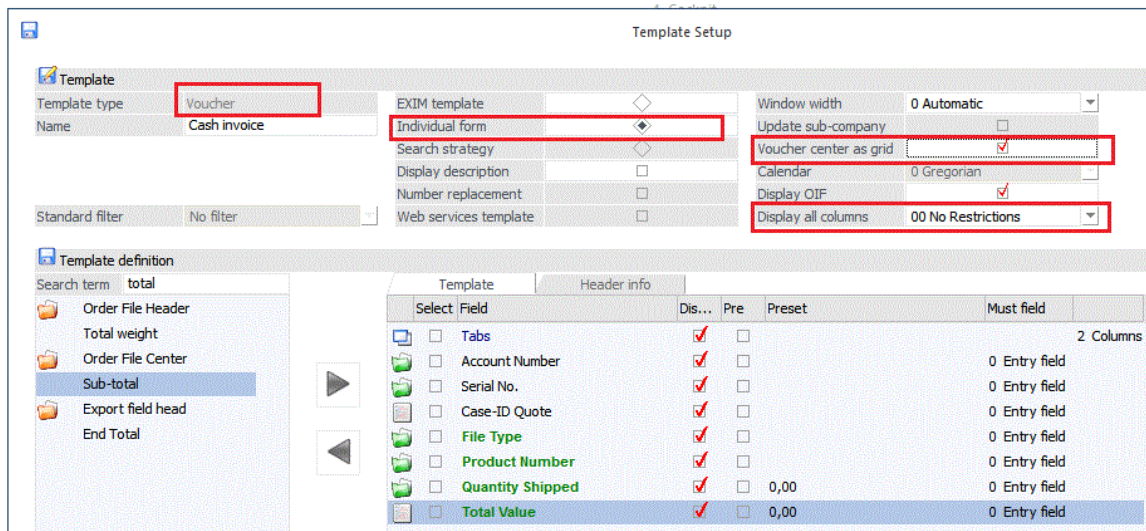 Template Setup
Template
Template type Voucher EXIM template Window width 0 Automatic
Name Cash invoice Individual form Update sub-company
Search strategy Voucher center as grid
Display description Calendar 0 Gregorian
Number replacement Display OIF
Standard filter No filter Web services template Display all columns 00 No Restrictions
Template definition
Search term total Template Header info
Order File Header Select Field Dis... Pre Preset Must field
Total weight Tabs 2 Columns
Order File Center Account Number 0 Entry field
Sub-total Serial No. 0 Entry field
Export field head Case-ID Quote 0 Entry field
End Total File Type 0 Entry field
Product Number 0 Entry field
Quantity Shipped 0,00 0 Entry field
Total Value 0,00 0 Entry field